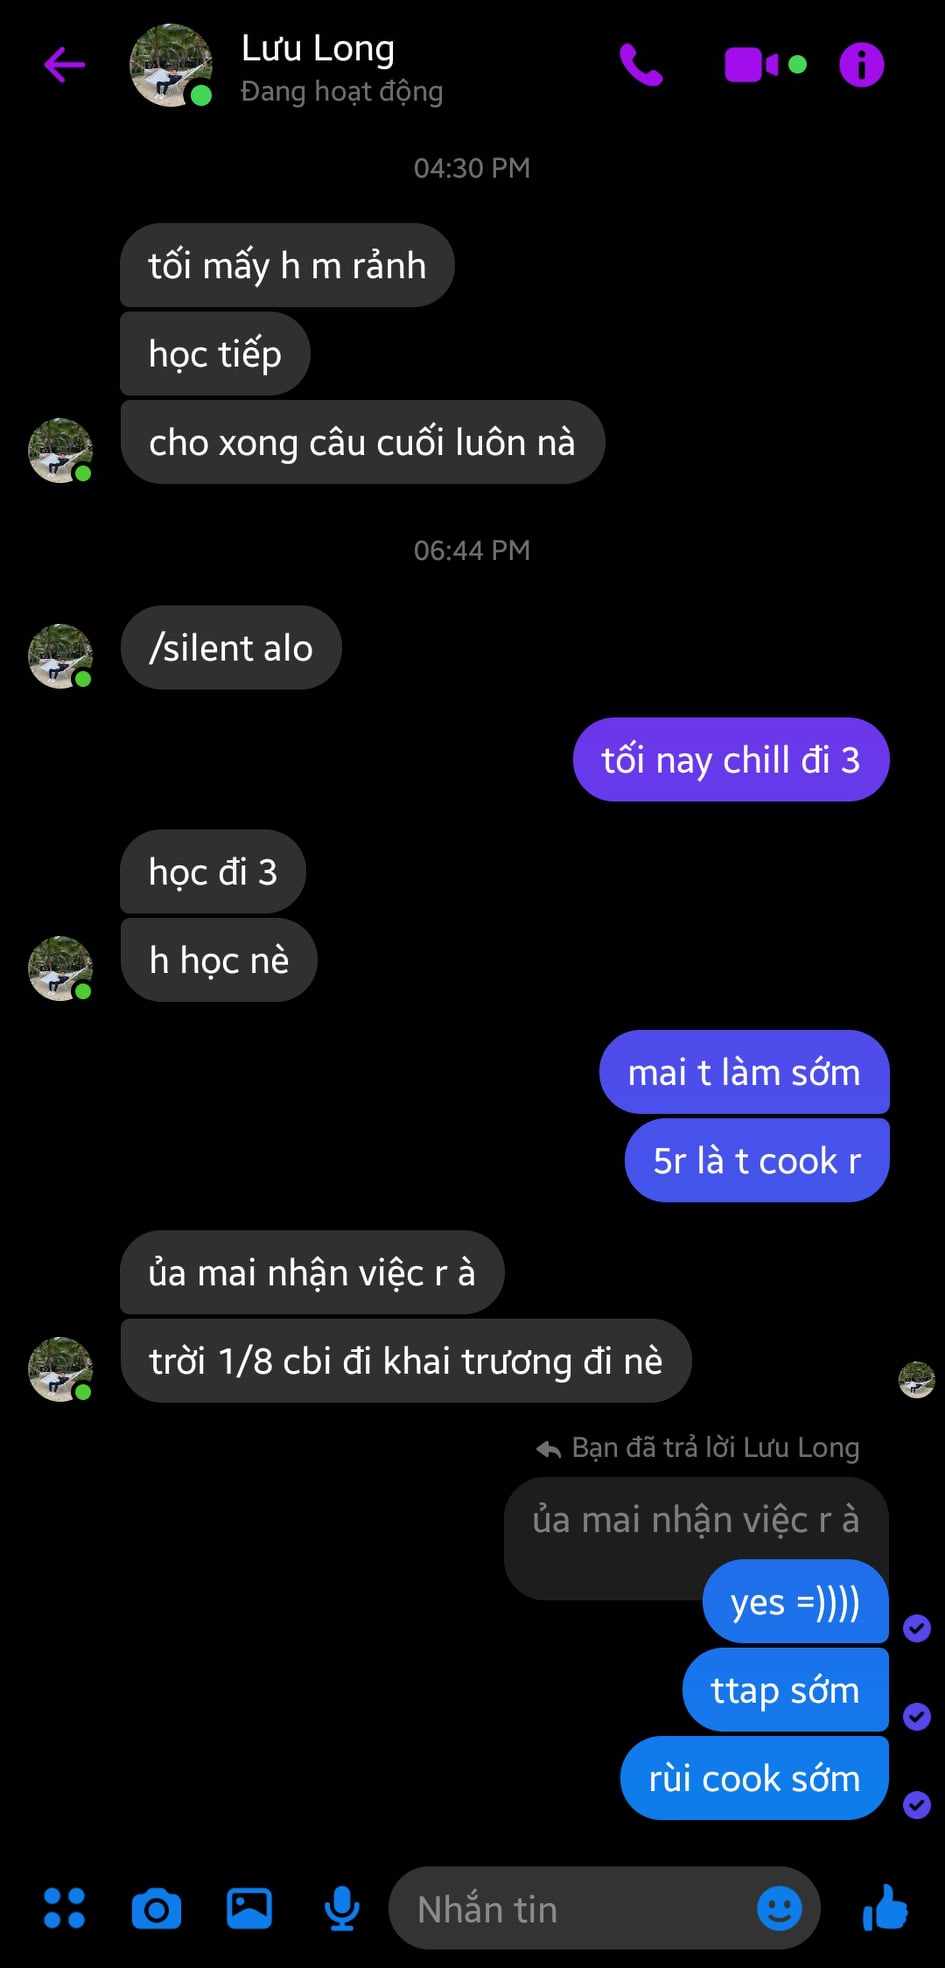 Lưu Long
Đang hoạt động
04:30 PM
tối mấy h m rảnh
học tiếp
cho xong câu cuối luôn nà
06:44 PM
/silent alo
tối nay chill đi 3
học đi 3
h học nè
mai t làm sớm
5r là t cook r
ủa mai nhận việc r à
trời 1/8 cbi đi khai trương đi nè
Bạn đã trả lời Lưu Long
ủa mai nhận việc r à
yes =))))
ttap sớm
rùi cook sớm
Nhắn tin